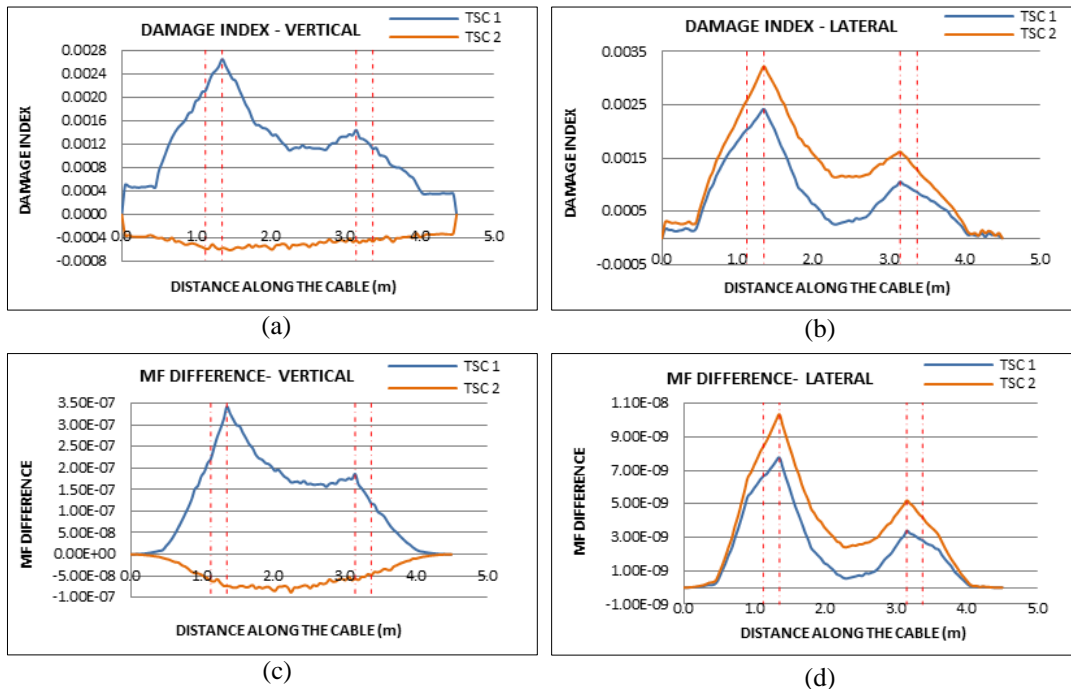 DAMAGE INDEX - VERTICAL
TSC 1
TSC 2
0.0028
0.0024
0.0020
0.0016
0.0012
0.0008
0.0004
0.0000
-0.0004
-0.0008
0.0
1.0
2.0
3.0
4.0
5.0
DAMAGE INDEX
DISTANCE ALONG THE CABLE (m)
(a)
DAMAGE INDEX - LATERAL
TSC 1
TSC 2
0.0035
0.0025
0.0015
0.0005
-0.0005
0.0
1.0
2.0
3.0
4.0
5.0
DAMAGE INDEX
DISTANCE ALONG THE CABLE (m)
(b)
MF DIFFERENCE- VERTICAL
TSC 1
TSC 2
3.50E-07
3.00E-07
2.50E-07
2.00E-07
1.50E-07
1.00E-07
5.00E-08
0.00E+00
-5.00E-08
-1.00E-07
0.0
1.0
2.0
3.0
4.0
5.0
MF DIFFERENCE
DISTANCE ALONG THE CABLE (m)
(c)
MF DIFFERENCE- LATERAL
TSC 1
TSC 2
1.10E-08
9.00E-09
7.00E-09
5.00E-09
3.00E-09
1.00E-09
-1.00E-09
0.0
1.0
2.0
3.0
4.0
5.0
MF DIFFERENCE
DISTANCE ALONG THE CABLE (m)
(d)